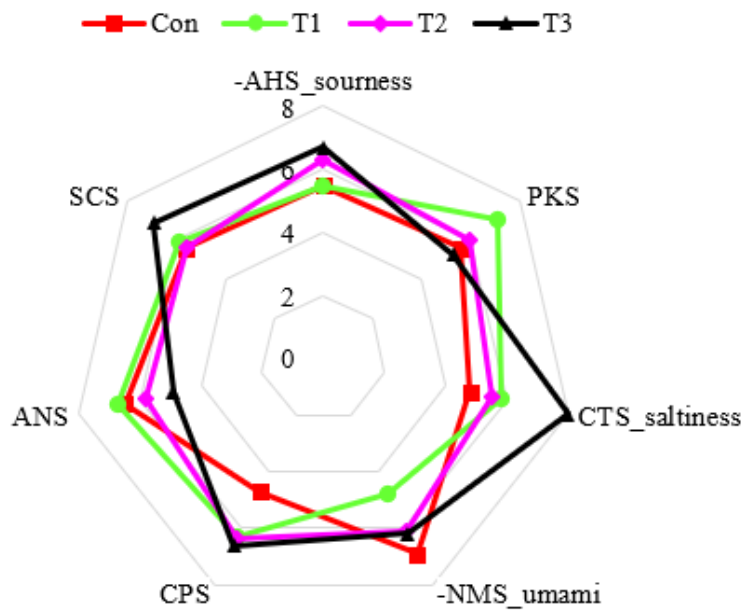 Con T1 T2 T3
-AHS_sourness
8
6
SCS PKS
4
2
0
ANS CTS_saltiness
CPS -NMS_umami